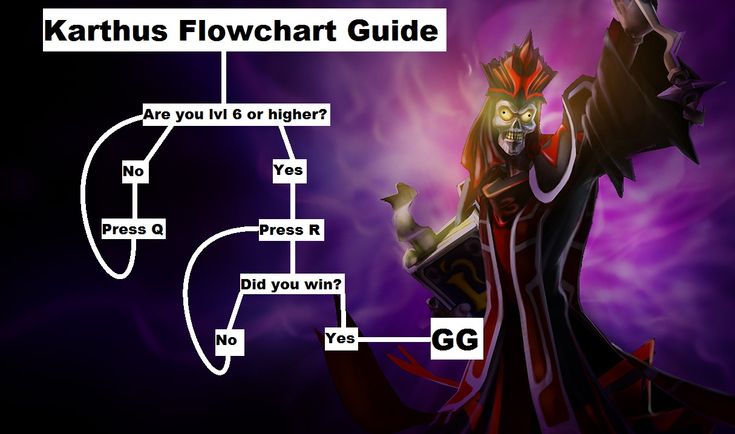 Karthus Flowchart Guide
Are you lvl 6 or higher?
No
Yes
Press Q
Press R
Did you win?
No
Yes
GG